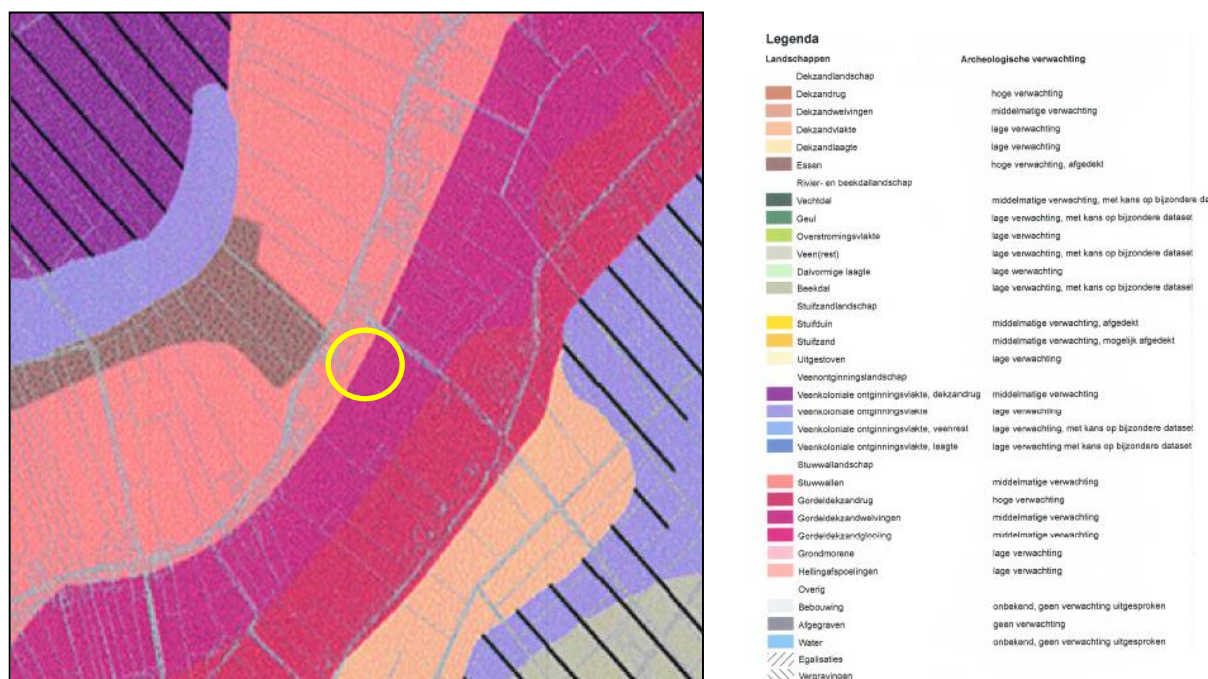 Legenda
Landschappen Archeologische verwachting
Dekzandlandschap
Dekzandrug hoge verwachting
Dekzandwelvingen middelmatige verwachting
Dekzandvlakte lage verwachting
Dekzandlaagte lage verwachting
Essen hoge verwachting, afgedekt
Rivier- en beekdallandschap
Vechtdal middelmatige verwachting, met kans op bijzondere da
Geul lage verwachting, met kans op bijzondere dataset
Overstromingsvlakte lage verwachting
Veen(rest) lage verwachting, met kans op bijzondere dataset
Dalvormige laagte lage werwachting
Beekdal lage verwachting, met kans op bijzondere dataset
Stuifzandlandschap
Stuifduin middelmatige verwachting, afgedekt
Stuifzand middelmatige verwachting, mogelijk afgedekt
Uitgestoven lage verwachting
Veenontginningslandschap
Veenkoloniale ontginningsvlakte, dekzandrug middelmatige verwachting
Veenkoloniale ontginningsvlakte lage verwachting
Veenkoloniale ontginningsvlakte, veenrest lage verwachting, met kans op bijzondere dataset
Veenkoloniale ontginningsvlakte, laagte lage verwachting met kans op bijzondere dataset
Stuwwallandschap
Stuwwallen middelmatige verwachting
Gordeldekzandrug hoge verwachting
Gordeldekzandwelvingen middelmatige verwachting
Gordeldekzandglooiing middelmatige verwachting
Grondmorene lage verwachting
Hellingafspoelingen lage verwachting
Overig
Bebouwing onbekend, geen verwachting uitgesproken
Afgegraven geen verwachting
Water onbekend, geen verwachting uitgesproken
Egalisaties
Vergravingen